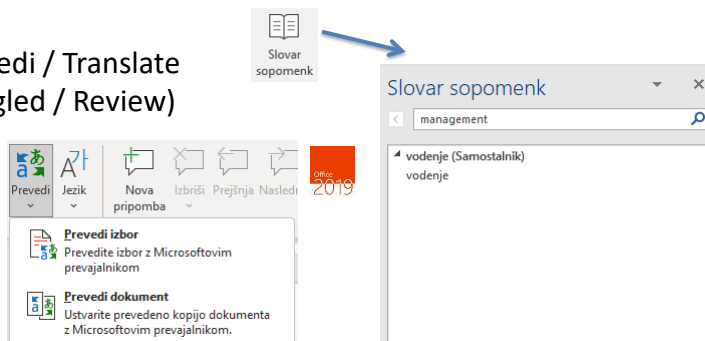 Slovar
sopomenk
edi / Translate
gled / Review)
Slovar sopomenk
management
vodenje (Samostalnik)
vodenje
Prevedi
Jezik
Nova
pripomba
Izbriši
Prejšnja
Office
2019
Prevedi izbor
Prevedite izbor z Microsoftovim
prevajalnikom
Prevedi dokument
Ustvarite prevedeno kopijo dokumenta
z Microsoftovim prevajalnikom.